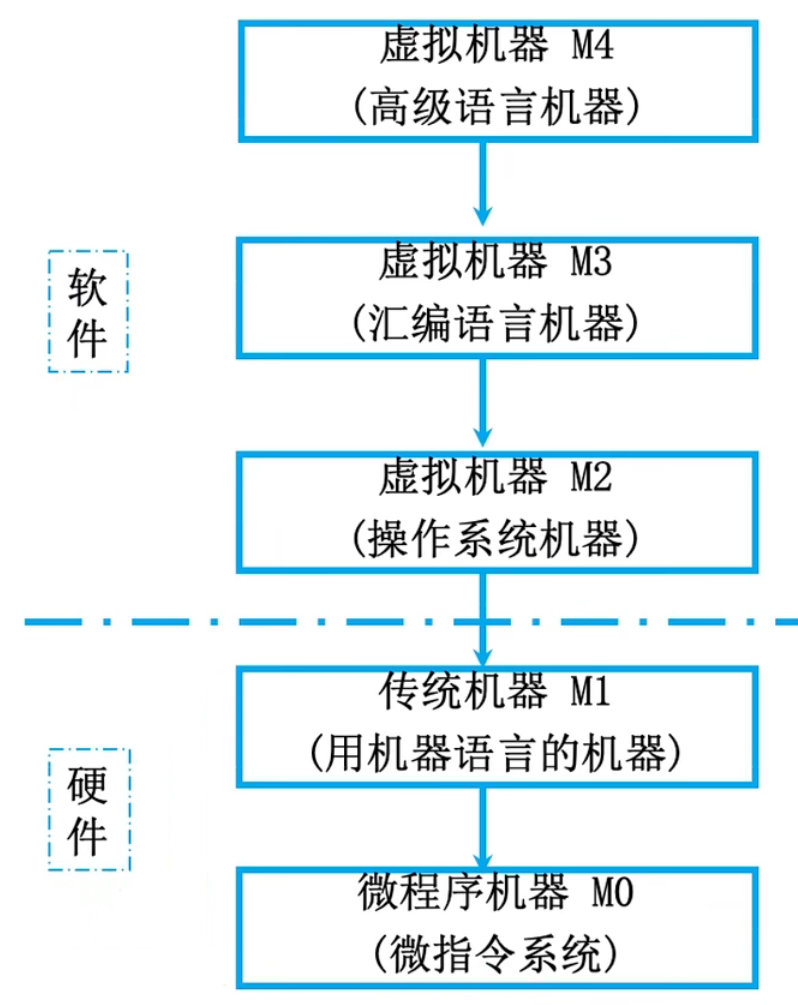 虚拟机器 M4
(高级语言机器)
软
件
虚拟机器 M3
(汇编语言机器)
虚拟机器 M2
(操作系统机器)
传统机器 M1
(用机器语言的机器)
硬
件
微程序机器 M0
(微指令系统)